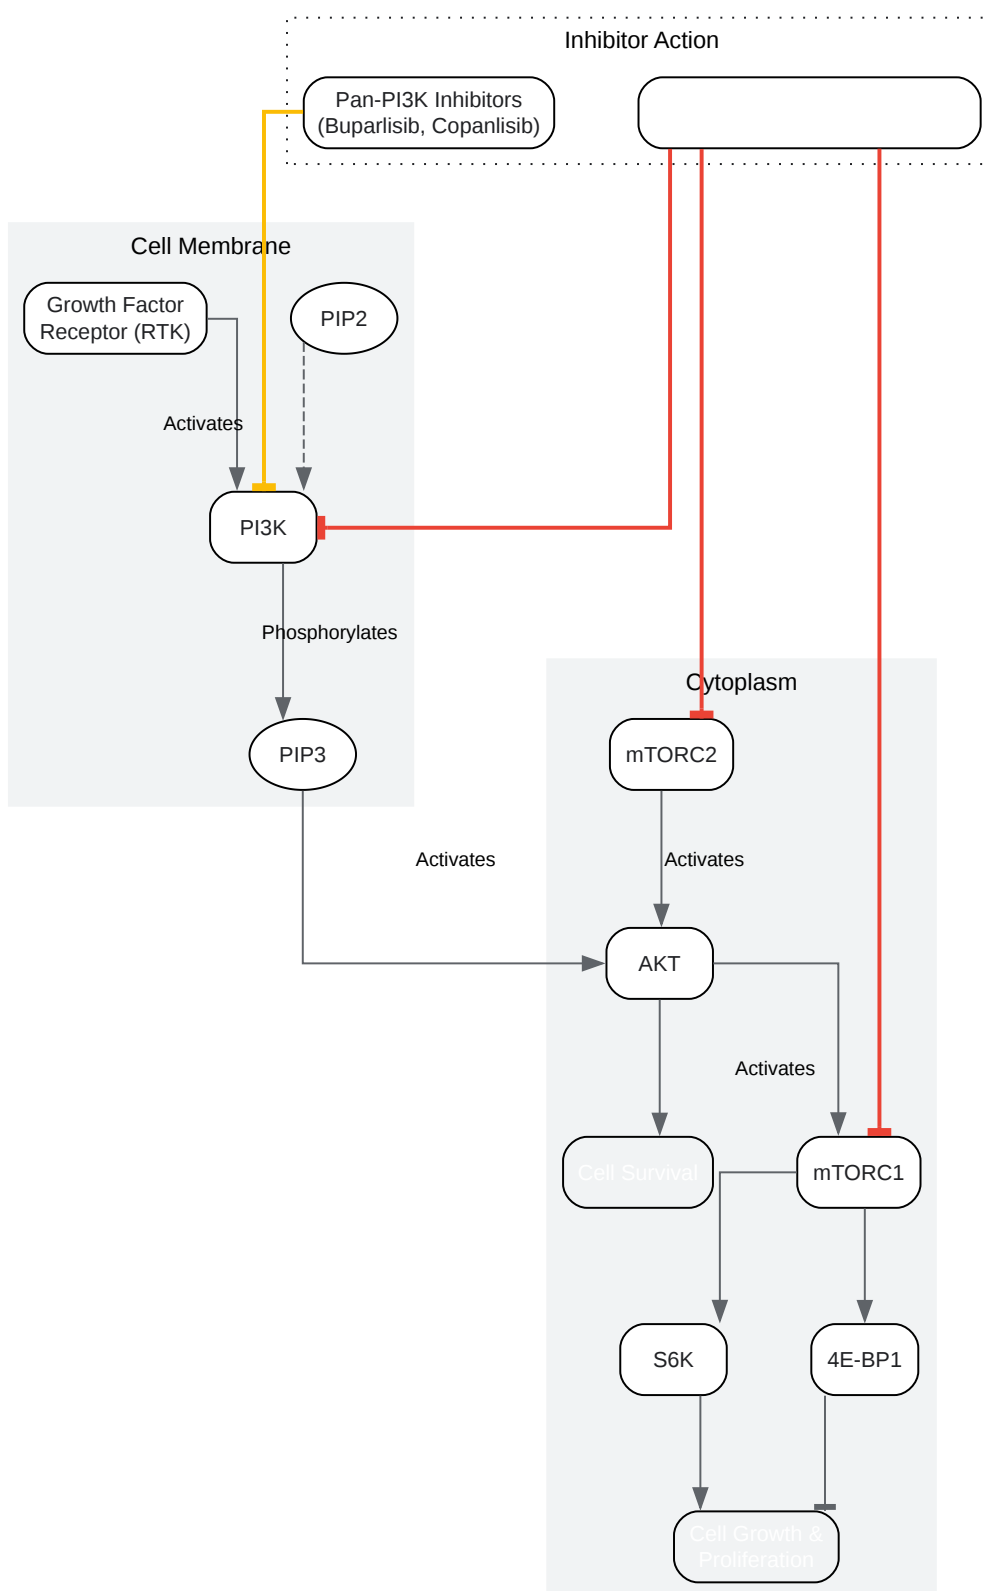 Inhibitor Action
Pan-PI3K Inhibitors
(Buparlisib, Copanlisib)
Cell Membrane
Growth Factor
Receptor (RTK)
PIP2
Activates
PI3K
Phosphorylates
Cytoplasm
PIP3
mTORC2
Activates
Activates
AKT
Activates
Cell Survival
mTORC1
S6K
4E-BP1
Cell Growth &
Proliferation